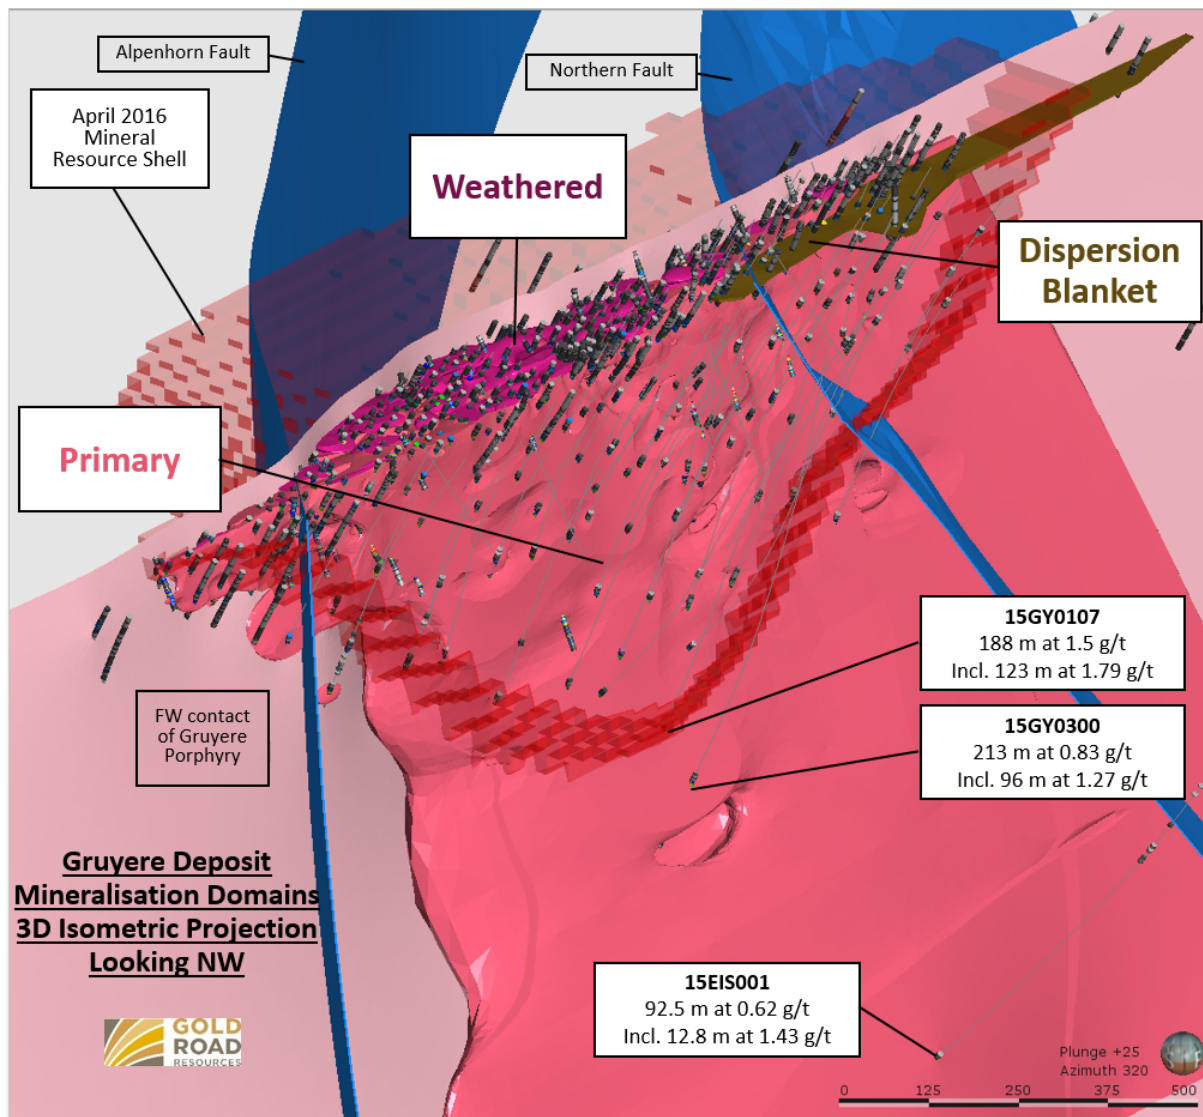 Alpenhorn Fault
Northern Fault
April 2016
Mineral
Resource Shell
Weathered
Dispersion
Blanket
Primary
15GY0107
188 m at 1.5 g/t
Incl. 123 m at 1.79 g/t
FW contact
of Gruyere
Porphyry
15GY0300
213 m at 0.83 g/t
Incl. 96 m at 1.27 g/t
Gruyere Deposit
Mineralisation Domains
3D Isometric Projection
Looking NW
15EIS001
92.5 m at 0.62 g/t
Incl. 12.8 m at 1.43 g/t
GOLD
ROAD
RESOURCES
Plunge +25
Azimuth 320
0 125 250 375 500